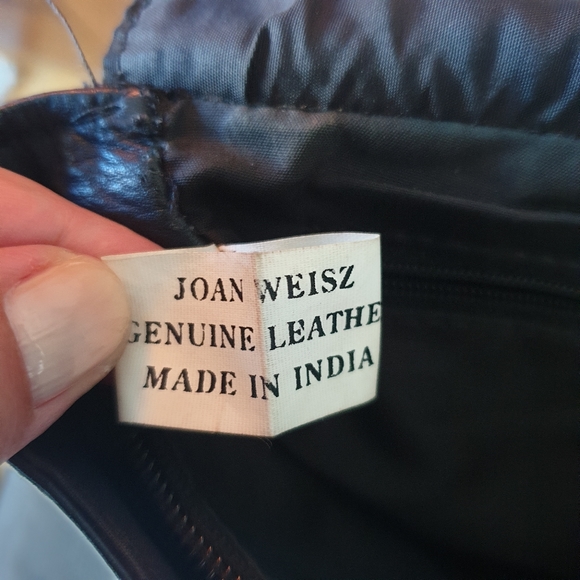 JOAN WEISZ
GENUINE LEATHE
MADE IN INDIA